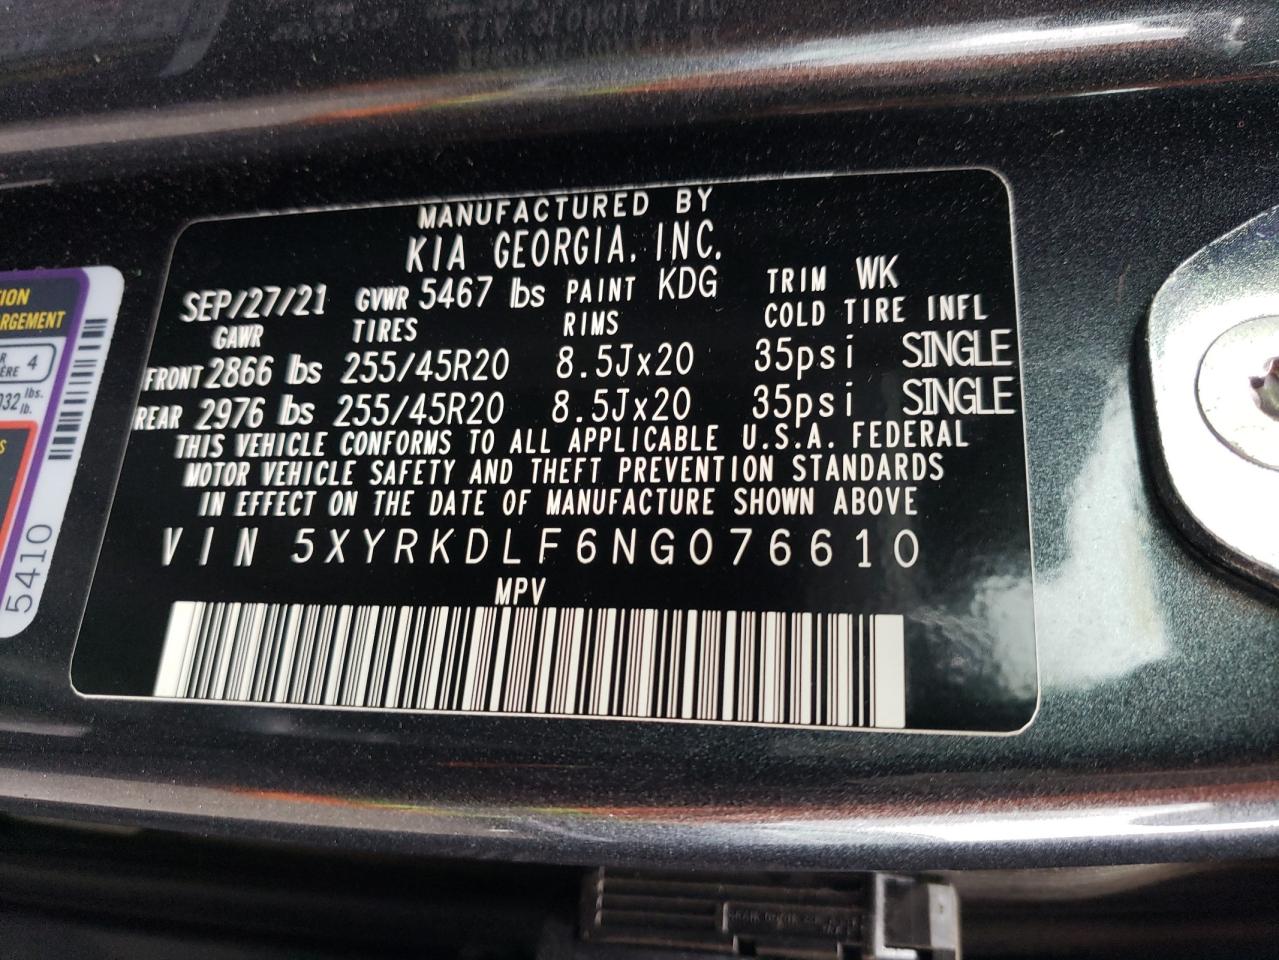 MANUFACTURED BY
KIA GEORGIA, INC.
SEP/27/21 GVWR 5467 lbs PAINT KDG TRIM WK
GAWR TIRES RIMS COLD TIRE INFL
FRONT 2866 lbs 255/45R20 8.5Jx20 35psi SINGLE
REAR 2976 lbs 255/45R20 8.5Jx20 35psi SINGLE
THIS VEHICLE CONFORMS TO ALL APPLICABLE U.S.A. FEDERAL
MOTOR VEHICLE SAFETY AND THEFT PREVENTION STANDARDS
IN EFFECT ON THE DATE OF MANUFACTURE SHOWN ABOVE
VIN 5XYRKDLF6NG076610
MPV
4
lbs.
lb.
5410